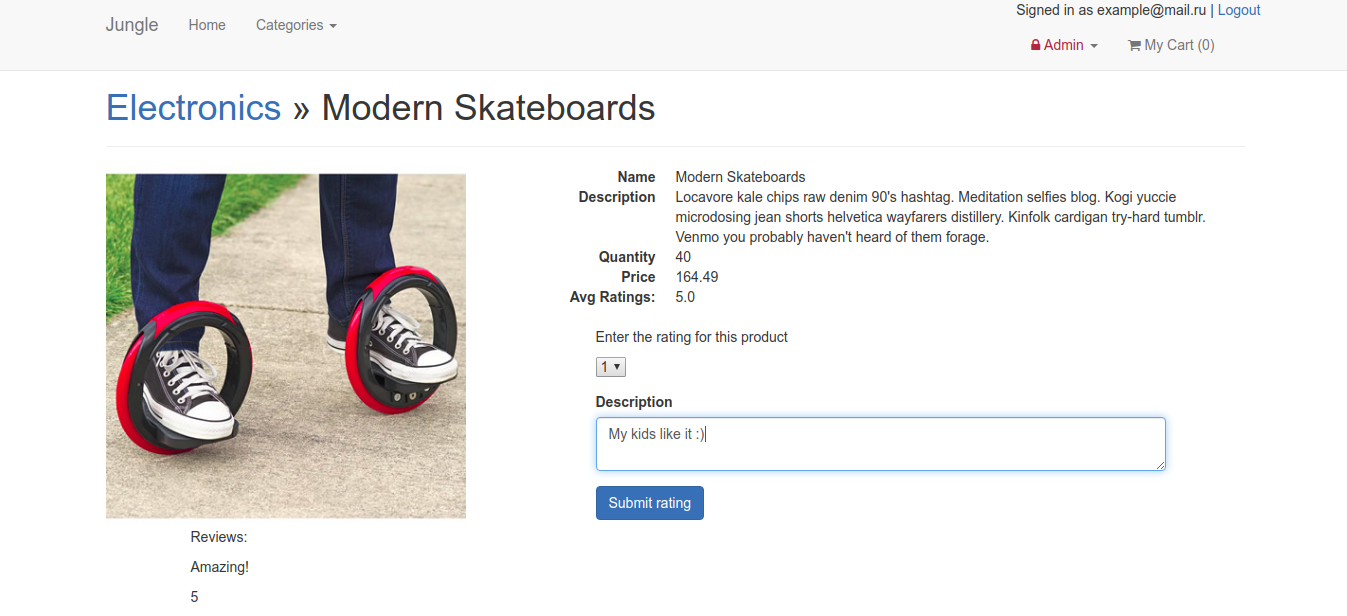 Jungle Home Categories
Signed in as example@mail.ru | Logout
Admin My Cart (0)
Electronics » Modern Skateboards
Name Modern Skateboards
Description Locavore kale chips raw denim 90's hashtag. Meditation selfies blog. Kogi yuccie
microdosing jean shorts helvetica wayfarers distillery. Kinfolk cardigan try-hard tumblr.
Venmo you probably haven't heard of them forage.
Quantity 40
Price 164.49
Avg Ratings: 5.0
Enter the rating for this product
1
Description
My kids like it :)
Submit rating
Reviews:
Amazing!
5